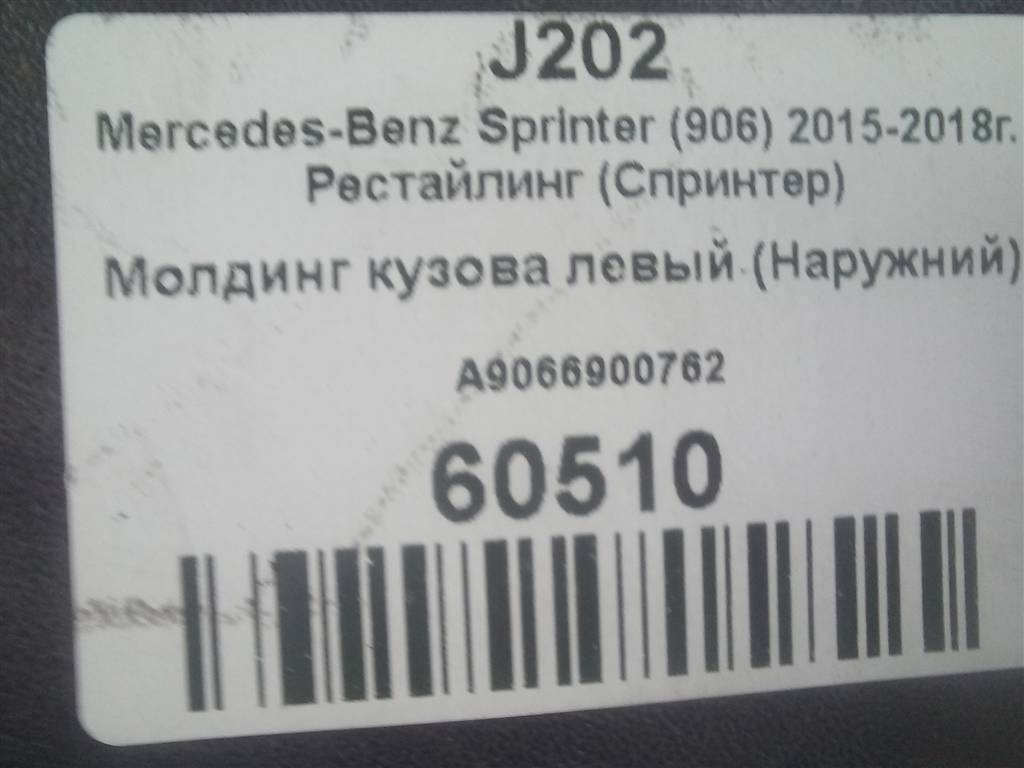 J202
Mercedes-Benz Sprinter (906) 2015-2018г.
Рестайлинг (Спринтер)
Молдинг кузова левый (Наружний)
A9066900762
60510